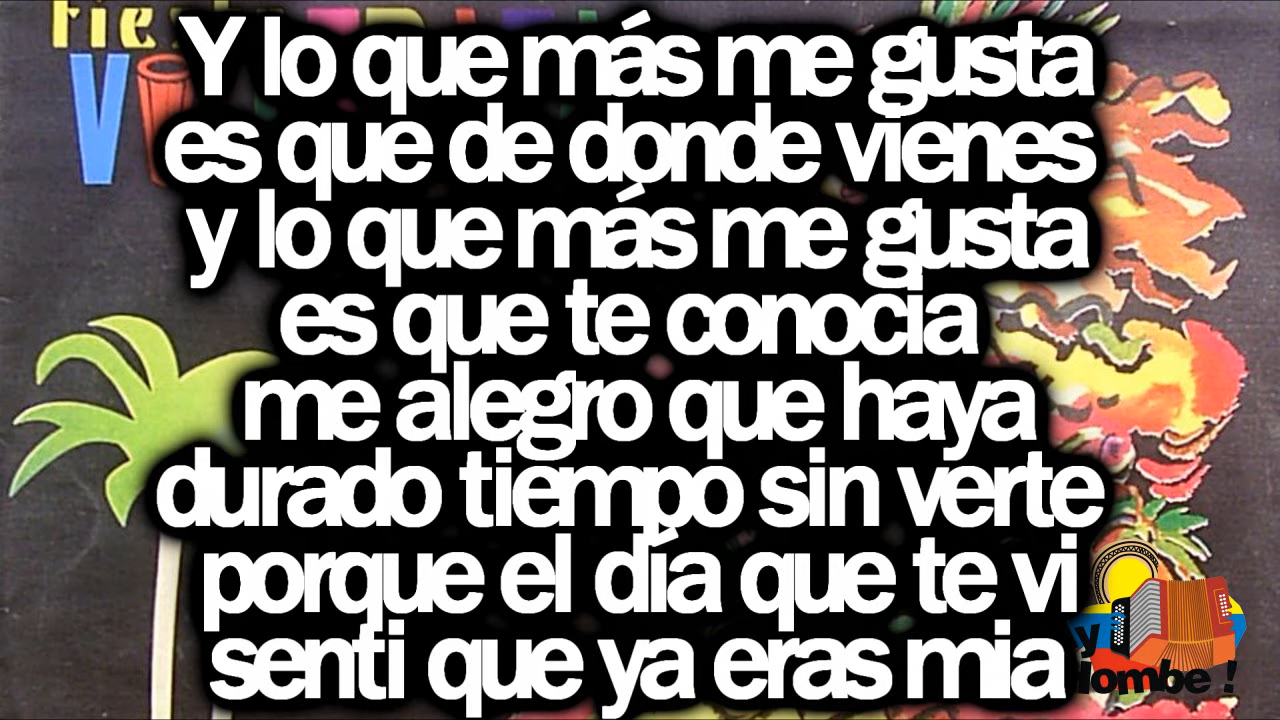 Y lo que más me gusta
es que de donde vienes
y lo que más me gusta
es que te conocía
me alegro que haya
durado tiempo sin verte
porque el día que te vi
senti que ya eras mia